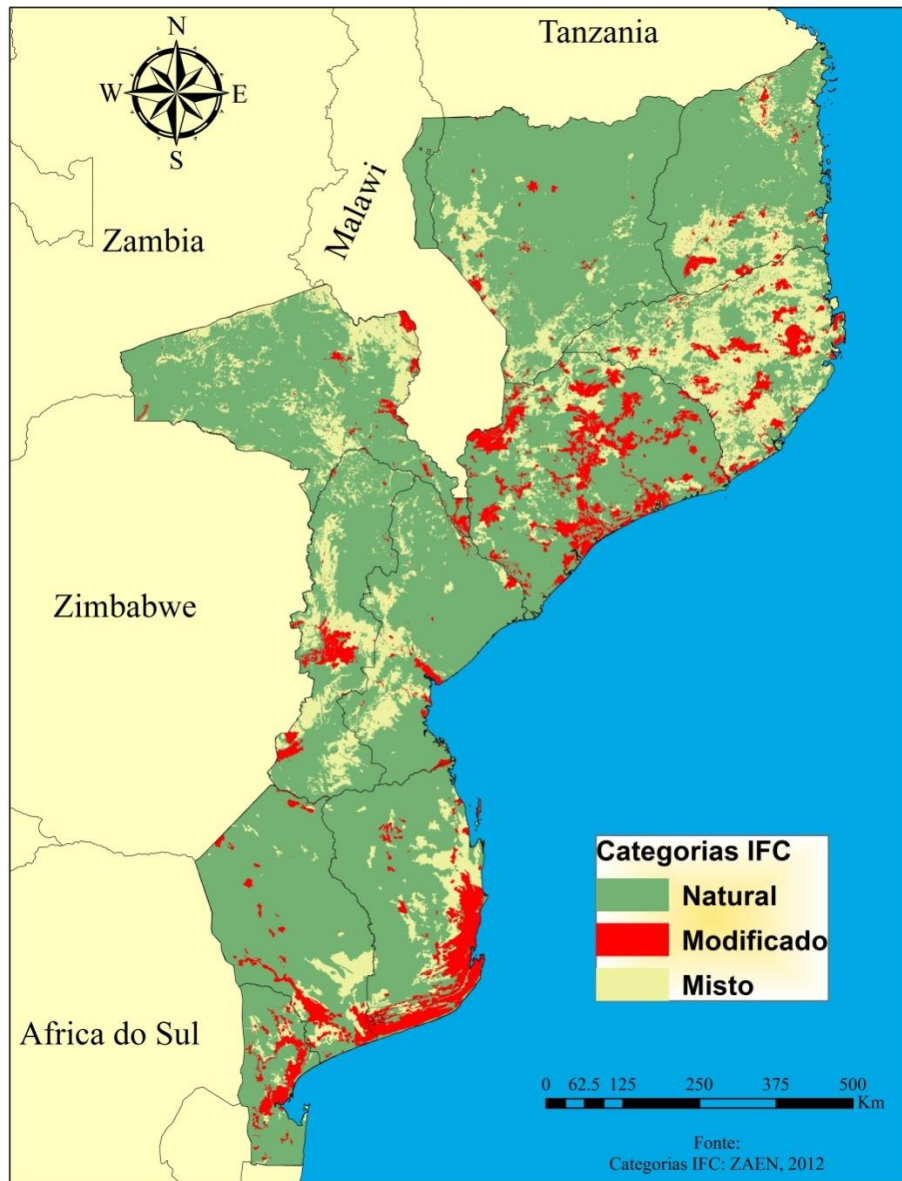 Tanzania
N
W E
S
Malawi
Zambia
Zimbabwe
Categorias IFC
Natural
Modificado
Misto
Africa do Sul
0 62.5 125 250 375 500
Km
Fonte:
Categorias IFC: ZAEN, 2012